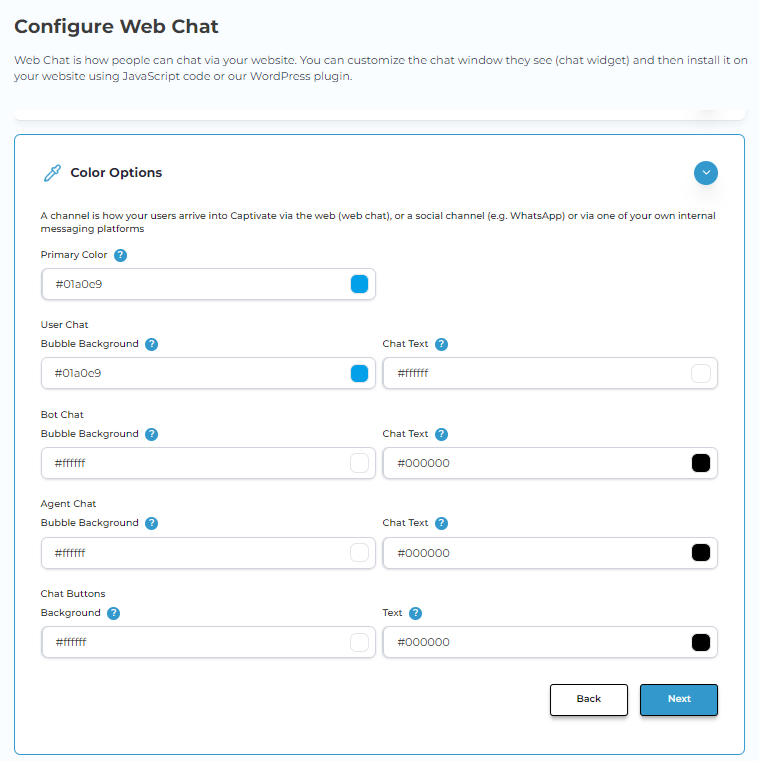 Configure Web Chat
Web Chat is how people can chat via your website. You can customize the chat window they see (chat widget) and then install it on
your website using JavaScript code or our WordPress plugin.
Color Options
A channel is how your users arrive into Captivate via the web (web chat), or a social channel (e.g. WhatsApp) or via one of your own internal
messaging platforms
Primary Color ?
#01a0e9
User Chat
Bubble Background ? Chat Text ?
#01a0e9 #ffffff
Bot Chat
Bubble Background ? Chat Text ?
#ffffff #000000
Agent Chat
Bubble Background ? Chat Text ?
#ffffff #000000
Chat Buttons
Background ? Text ?
#ffffff #000000
Back Next